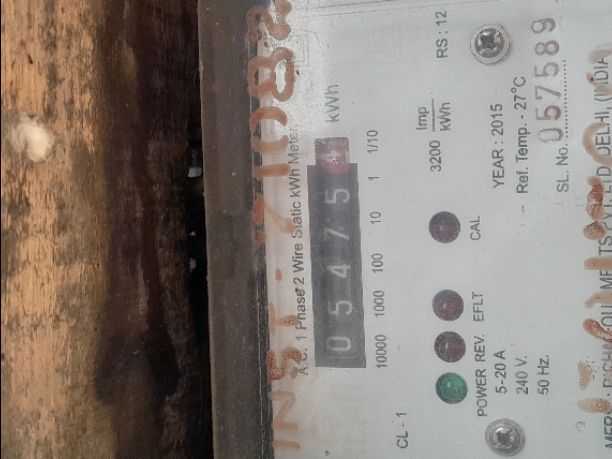 A.C. 1 Phase 2 Wire Static kWh Meter
0 5 4 7 5 kWh
10000 1000 100 10 1 1/10
3200 Imp/kWh RS : 12
CAL
POWER REV. EFLT
CL - 1
5-20 A YEAR : 2015
240 V. Ref. Temp. - 27°C
50 Hz. SL. No. 057589
DELHI, (INDIA